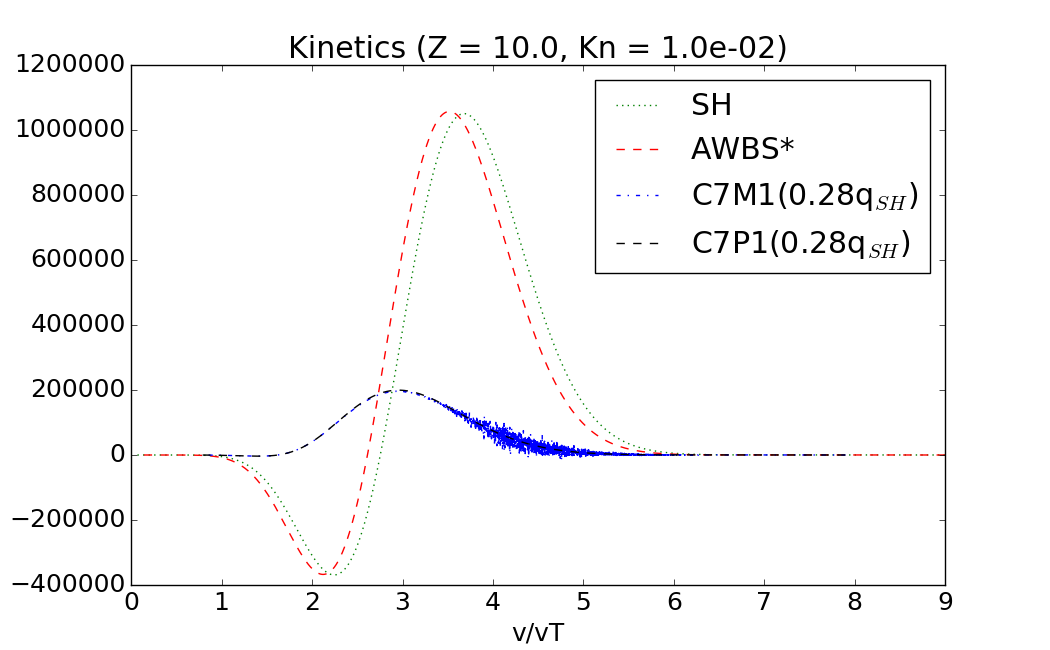 Kinetics (Z = 10.0, Kn = 1.0e-02)
1200000
1000000
800000
600000
400000
200000
0
−200000
−400000
SH
AWBS*
C7M1(0.28q$_{SH}$)
C7P1(0.28q$_{SH}$)
0 1 2 3 4 5 6 7 8 9
v/vT